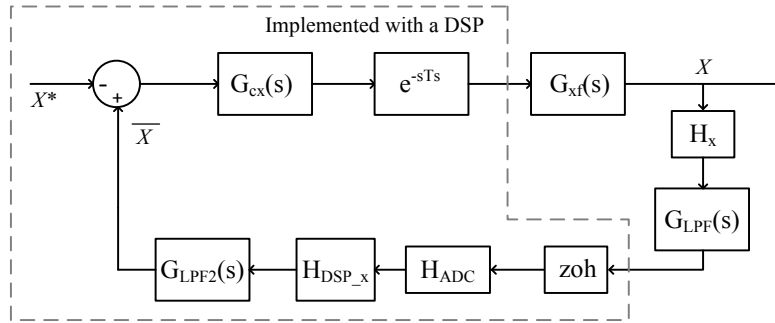 Implemented with a DSP
X*
-
+
X̅
G_cx(s)
e^-sTs
G_xf(s)
X
H_x
G_LPF(s)
zoh
H_ADC
H_DSP_x
G_LPF2(s)